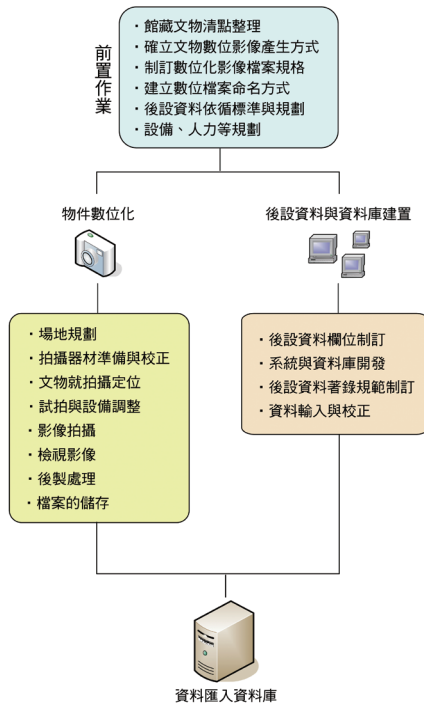 前置作業
・館藏文物清點整理
・確立文物數位影像產生方式
・制訂數位化影像檔案規格
・建立數位檔案命名方式
・後設資料依循標準與規劃
・設備、人力等規劃
物件數位化
・場地規劃
・拍攝器材準備與校正
・文物就拍攝定位
・試拍與設備調整
・影像拍攝
・檢視影像
・後製處理
・檔案的儲存
後設資料與資料庫建置
・後設資料欄位制訂
・系統與資料庫開發
・後設資料著錄規範制訂
・資料輸入與校正
資料匯入資料庫